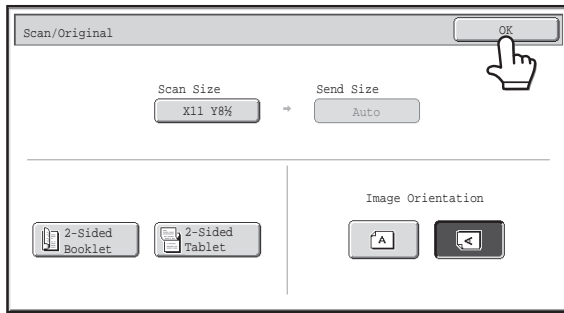 Scan/Original
OK
Scan Size
Send Size
X11 Y8½
Auto
Image Orientation
2-Sided
Booklet
2-Sided
Tablet
A
A